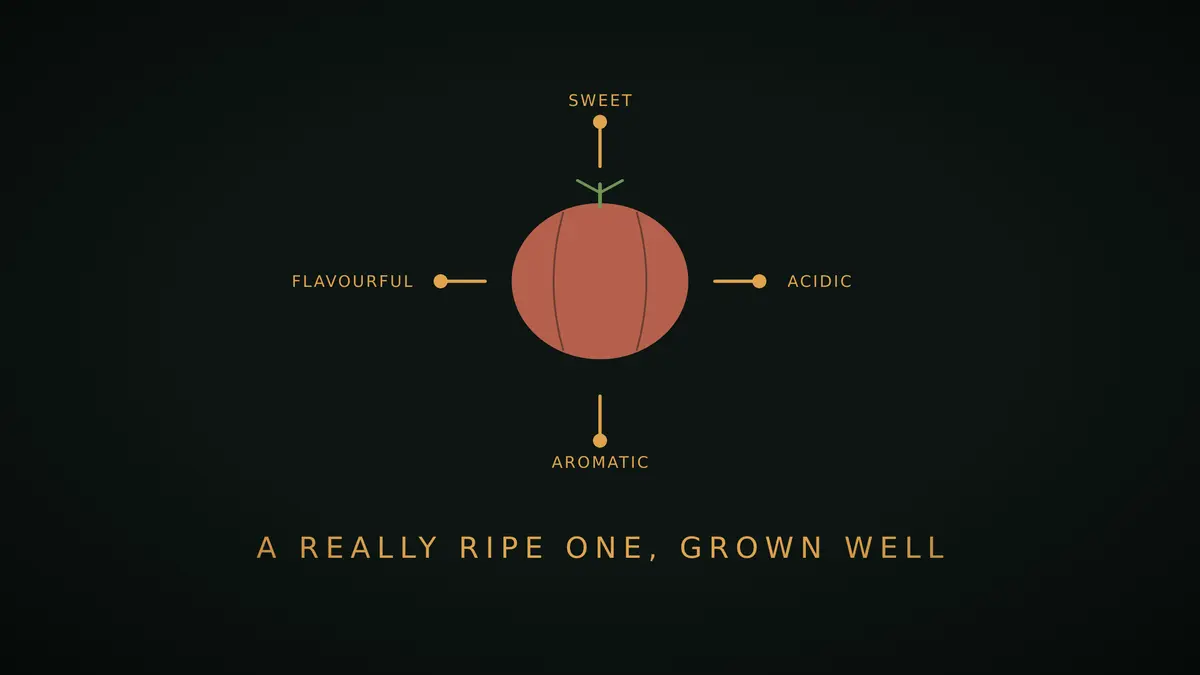 SWEET
FLAVOURFUL
ACIDIC
AROMATIC
A REALLY RIPE ONE, GROWN WELL